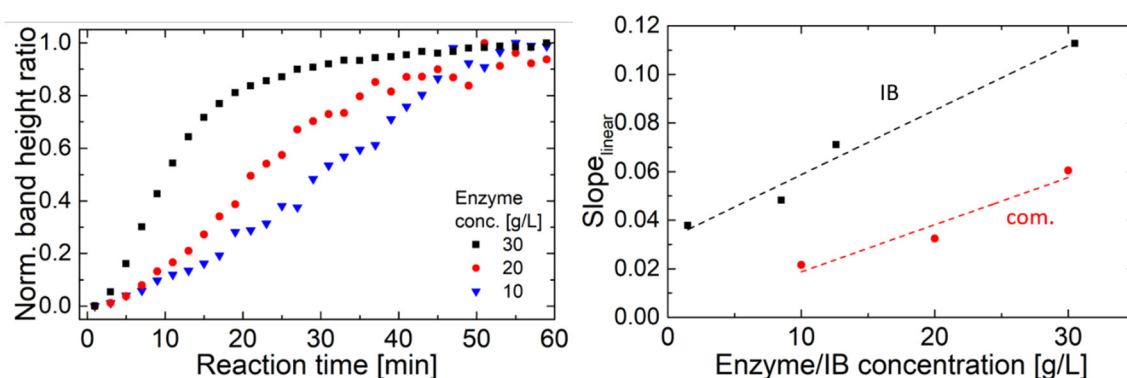 Norm. band height ratio
1.0
0.8
0.6
0.4
0.2
0.0
0 10 20 30 40 50 60
Reaction time [min]
Enzyme
conc. [g/L]
30
20
10
Slope linear
0.12
0.10
0.08
0.06
0.04
0.02
0.00
IB
com.
0 10 20 30
Enzyme/IB concentration [g/L]